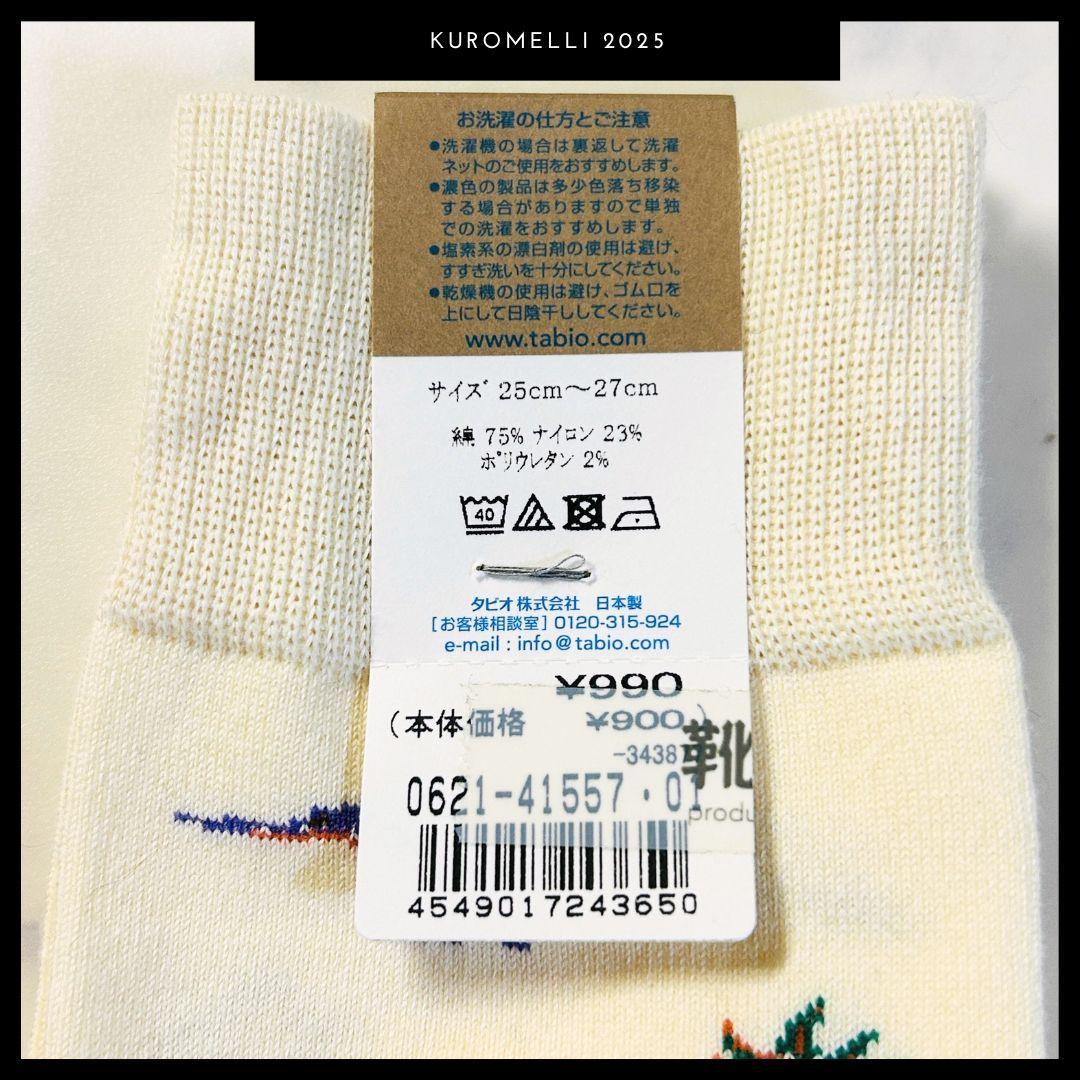 KUROMELLI 2025
お洗濯の仕方とご注意
●洗濯機の場合は裏返して洗濯
ネットのご使用をおすすめします。
●濃色の製品は多少色落ち移染
する場合がありますので単独
での洗濯をおすすめします。
●塩素系の漂白剤の使用は避け、
すすぎ洗いを十分にしてください。
●乾燥機の使用は避け、ゴム口を
上にして日陰干ししてください。
www.tabio.com
サイズ 25cm～27cm
綿 75% ナイロン 23%
ポリウレタン 2%
40
タビオ株式会社 日本製
[お客様相談室] 0120-315-924
e-mail : info@tabio.com
¥990
(本体価格 ¥900)
-3438
靴
0621-41557・01
produ
4549017243650